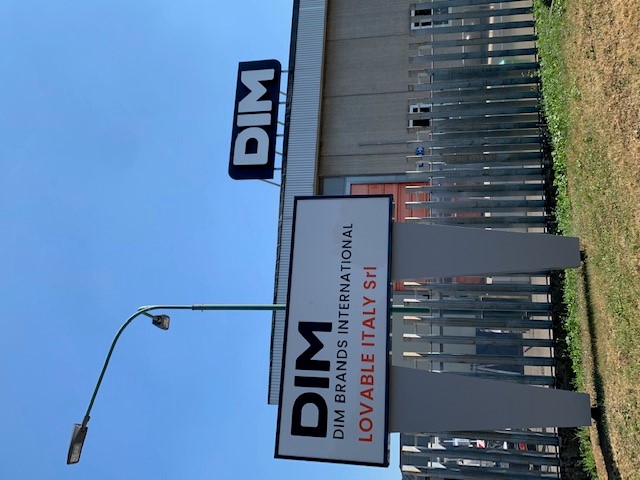 DIM
DIM
DIM BRANDS INTERNATIONAL
LOVABLE ITALY Srl